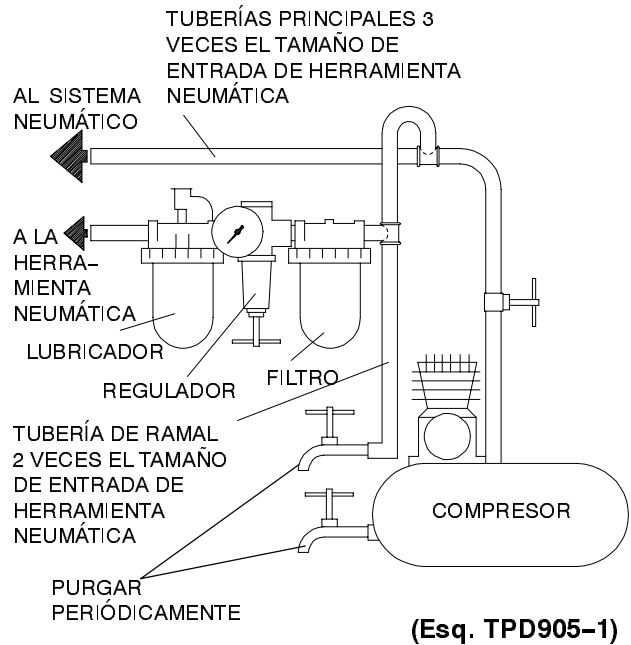 TUBERÍAS PRINCIPALES 3
VECES EL TAMAÑO DE
ENTRADA DE HERRAMIENTA
NEUMÁTICA
AL SISTEMA
NEUMÁTICO
A LA
HERRA–
MIENTA
NEUMÁTICA
LUBRICADOR
REGULADOR
FILTRO
TUBERÍA DE RAMAL
2 VECES EL TAMAÑO
DE ENTRADA DE
HERRAMIENTA
NEUMÁTICA
COMPRESOR
PURGAR
PERIÓDICAMENTE
(Esq. TPD905–1)